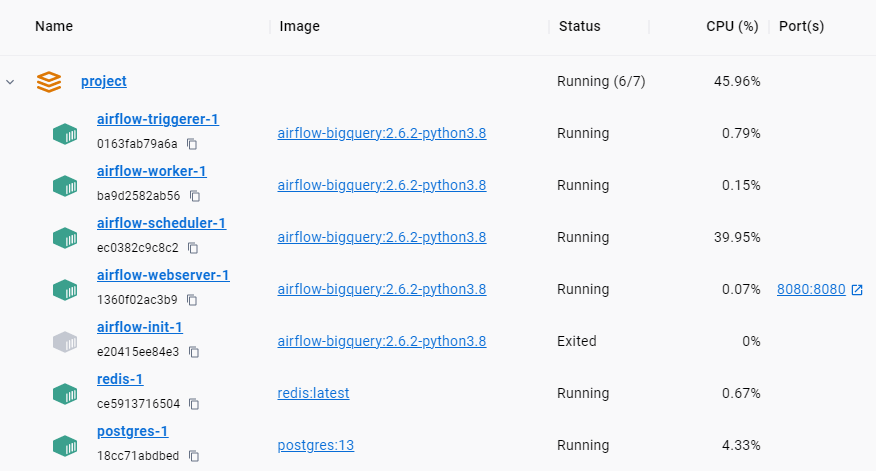 Name Image Status CPU (%) Port(s)
project Running (6/7) 45.96%
airflow-triggerer-1
0163fab79a6a airflow-bigquery:2.6.2-python3.8 Running 0.79%
airflow-worker-1
ba9d2582ab56 airflow-bigquery:2.6.2-python3.8 Running 0.15%
airflow-scheduler-1
ec0382c9c8c2 airflow-bigquery:2.6.2-python3.8 Running 39.95%
airflow-webserver-1
1360f02ac3b9 airflow-bigquery:2.6.2-python3.8 Running 0.07% 8080:8080
airflow-init-1
e20415ee84e3 airflow-bigquery:2.6.2-python3.8 Exited 0%
redis-1
ce5913716504 redis:latest Running 0.67%
postgres-1
18cc71abdbed postgres:13 Running 4.33%